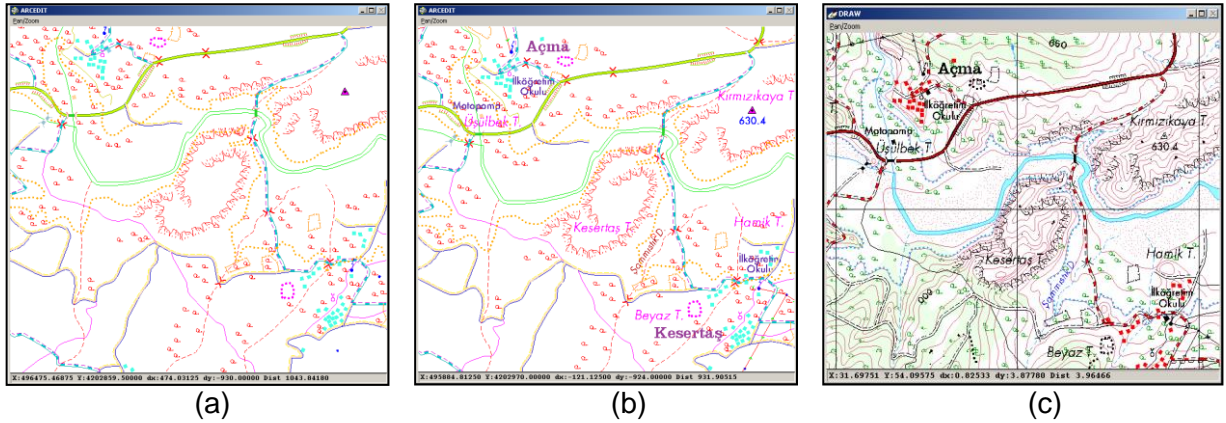 ARCEDIT
Pan/Zoom
X:496475.46875 Y:4202859.50000 dx:474.03125 dy:-930.00000 Dist 1043.84180
(a)
ARCEDIT
Pan/Zoom
Açma
İlköğretim
Okulu
Motopomp
Üsülbek T.
Kırmızıkaya T.
630.4
Kesertaş T.
Hamik T.
İlköğretim
Okulu
Beyaz T.
Kesertaş
X:495084.81250 Y:4202970.00000 dx:-121.12500 dy:-924.00000 Dist 931.90515
(b)
DRAW
Pan/Zoom
660
Açma
İlköğretim
Okulu
Motopomp
Üsülbek T.
Kırmızıkaya T.
630.4
Kesertaş T.
Hamik T.
İlköğretim
Okulu
Beyaz T.
X:31.69751 Y:54.09575 dx:0.82533 dy:3.87780 Dist 3.96466
(c)